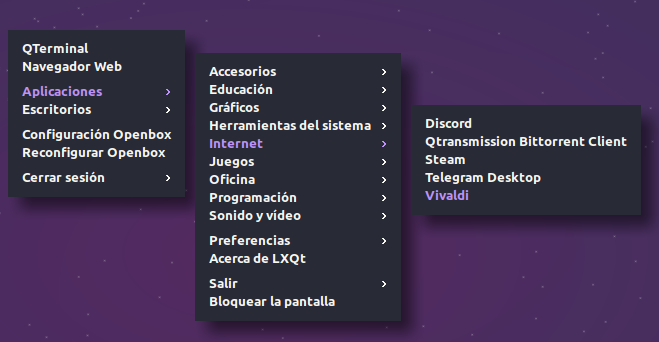 QTerminal
Navegador Web
Aplicaciones
Escritorios
Configuración Openbox
Reconfigurar Openbox
Cerrar sesión
Accesorios
Educación
Gráficos
Herramientas del sistema
Internet
Juegos
Oficina
Programación
Sonido y vídeo
Preferencias
Acerca de LXQt
Salir
Bloquear la pantalla
Discord
Qtransmission Bittorrent Client
Steam
Telegram Desktop
Vivaldi